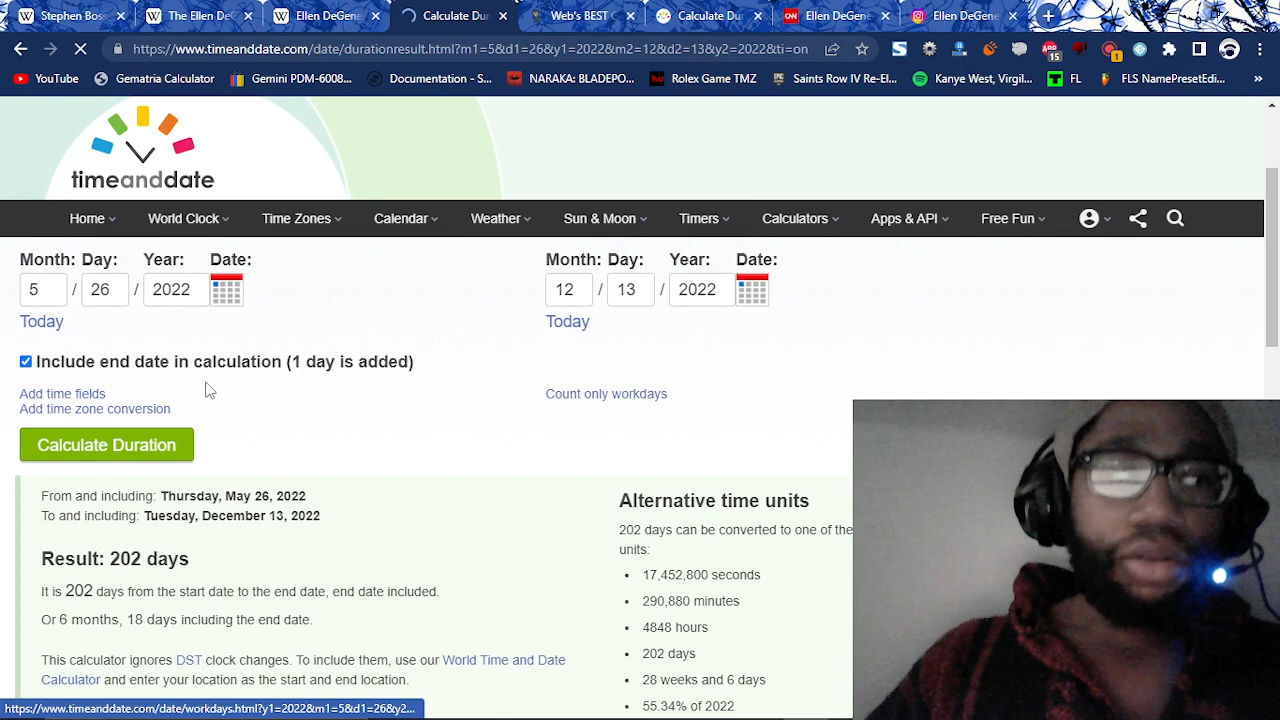 Stephen Boss
The Ellen DeG
Ellen DeGene
Calculate Dur
Web's BEST G
Calculate Du
Ellen DeGene
Ellen DeGene
https://www.timeanddate.com/date/durationresult.html?m1=5&d1=26&y1=2022&m2=12&d2=13&y2=2022&ti=on
15
1
YouTube
Gematria Calculator
Gemini PDM-6008...
Documentation - S...
NARAKA: BLADEPO...
Rolex Game TMZ
Saints Row IV Re-El...
Kanye West, Virgil...
FL
FLS NamePresetEdi...
»
timeanddate
Home
World Clock
Time Zones
Calendar
Weather
Sun & Moon
Timers
Calculators
Apps & API
Free Fun
Month: Day: Year: Date:
Month: Day: Year: Date:
5 / 26 / 2022
12 / 13 / 2022
Today
Today
Include end date in calculation (1 day is added)
Add time fields
Count only workdays
Add time zone conversion
Calculate Duration
From and including: Thursday, May 26, 2022
To and including: Tuesday, December 13, 2022
Result: 202 days
It is 202 days from the start date to the end date, end date included.
Or 6 months, 18 days including the end date.
This calculator ignores DST clock changes. To include them, use our World Time and Date
Calculator and enter your location as the start and end location.
Alternative time units
202 days can be converted to one of the
units:
• 17,452,800 seconds
• 290,880 minutes
• 4848 hours
• 202 days
• 28 weeks and 6 days
• 55.34% of 2022
https://www.timeanddate.com/date/workdays.html?y1=2022&m1=5&d1=26&y2...